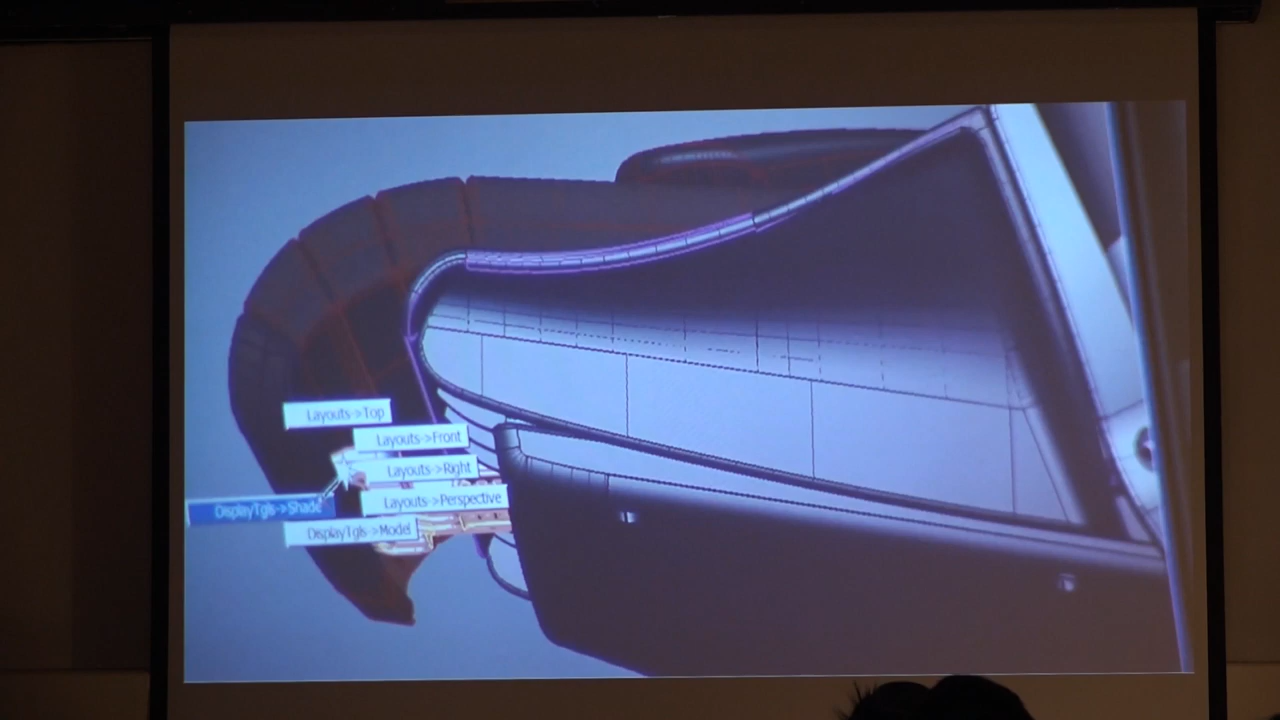 Layouts->Top
Layouts->Front
Layouts->Right
Layouts->Perspective
DisplayTgls->Shade
DisplayTgls->Model